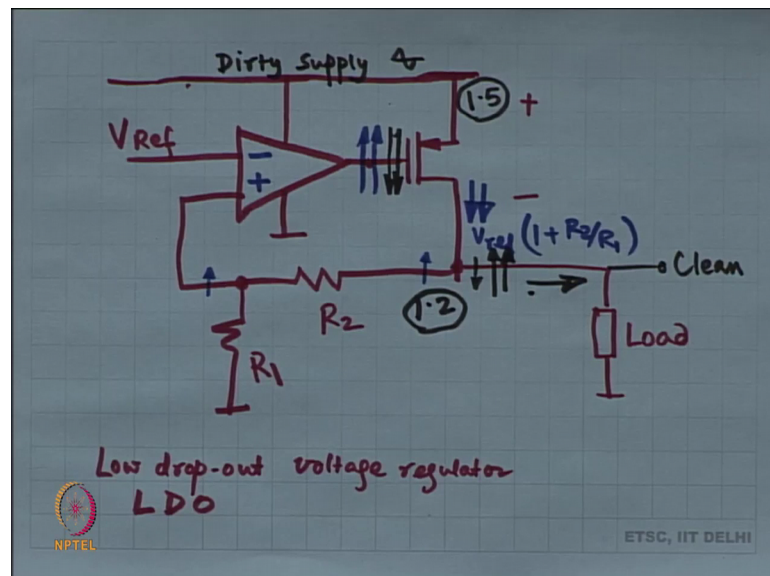 Dirty Supply
1.5 +
VRef
−
+
−
Vref (1 + R2/R1)
Clean
R2
1.2
R1
Load
Low drop-out voltage regulator
LDO
NPTEL
ETSC, IIT DELHI